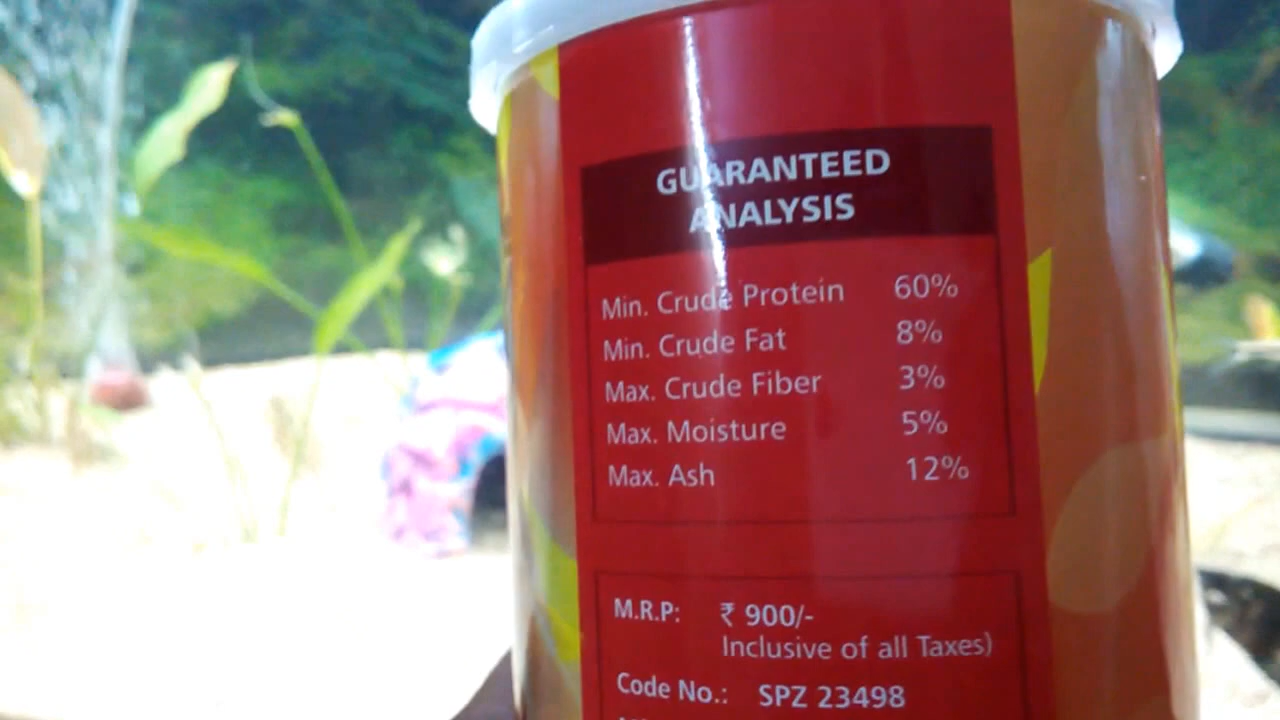 GUARANTEED
ANALYSIS
Min. Crude Protein 60%
Min. Crude Fat 8%
Max. Crude Fiber 3%
Max. Moisture 5%
Max. Ash 12%
M.R.P: ₹ 900/-
Inclusive of all Taxes)
Code No.: SPZ 23498